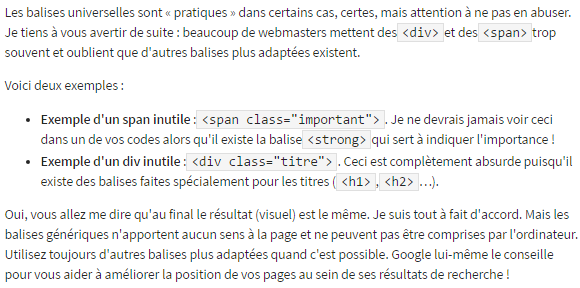 Les balises universelles sont « pratiques » dans certains cas, certes, mais attention à ne pas en abuser.
Je tiens à vous avertir de suite : beaucoup de webmasters mettent des <div> et des <span> trop
souvent et oublient que d'autres balises plus adaptées existent.
Voici deux exemples :
• Exemple d'un span inutile : <span class="important"> . Je ne devrais jamais voir ceci
dans un de vos codes alors qu'il existe la balise <strong> qui sert à indiquer l'importance !
• Exemple d'un div inutile : <div class="titre"> . Ceci est complètement absurde puisqu'il
existe des balises faites spécialement pour les titres ( <h1> , <h2> …).
Oui, vous allez me dire qu'au final le résultat (visuel) est le même. Je suis tout à fait d'accord. Mais les
balises génériques n'apportent aucun sens à la page et ne peuvent pas être comprises par l'ordinateur.
Utilisez toujours d'autres balises plus adaptées quand c'est possible. Google lui-même le conseille
pour vous aider à améliorer la position de vos pages au sein de ses résultats de recherche !